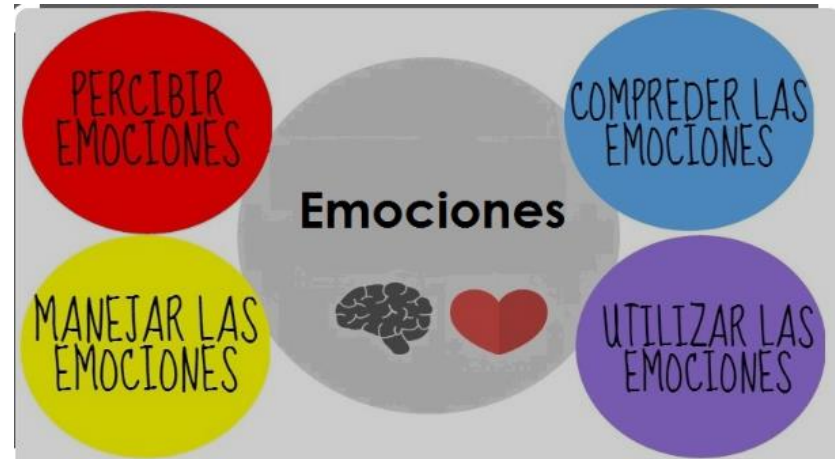 PERCIBIR
EMOCIONES
COMPREDER LAS
EMOCIONES
Emociones
MANEJAR LAS
EMOCIONES
UTILIZAR LAS
EMOCIONES